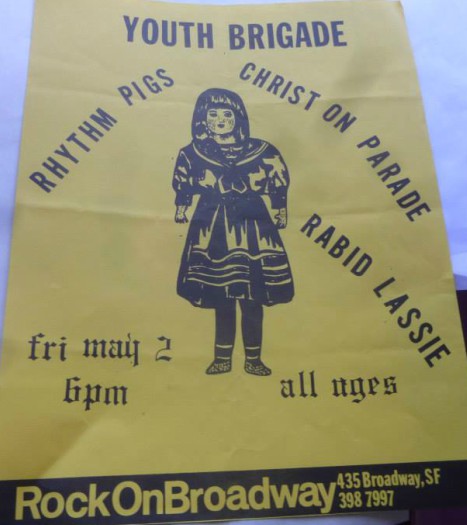 YOUTH BRIGADE
RHYTHM PIGS
CHRIST ON PARADE
RABID LASSIE
fri may 2
6pm
all ages
RockOnBroadway
435 Broadway, SF
398 7997